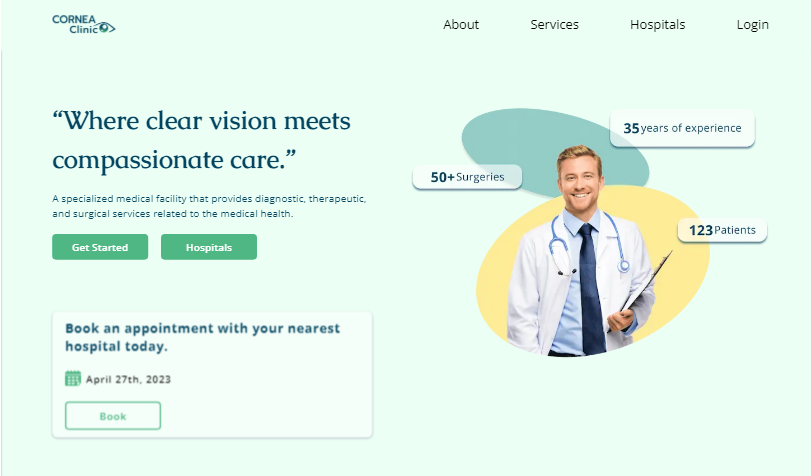 CORNEA
Clinic
About Services Hospitals Login
“Where clear vision meets
compassionate care.”
A specialized medical facility that provides diagnostic, therapeutic,
and surgical services related to the medical health.
Get Started Hospitals
35 years of experience
50+ Surgeries
123 Patients
Book an appointment with your nearest
hospital today.
April 27th, 2023
Book